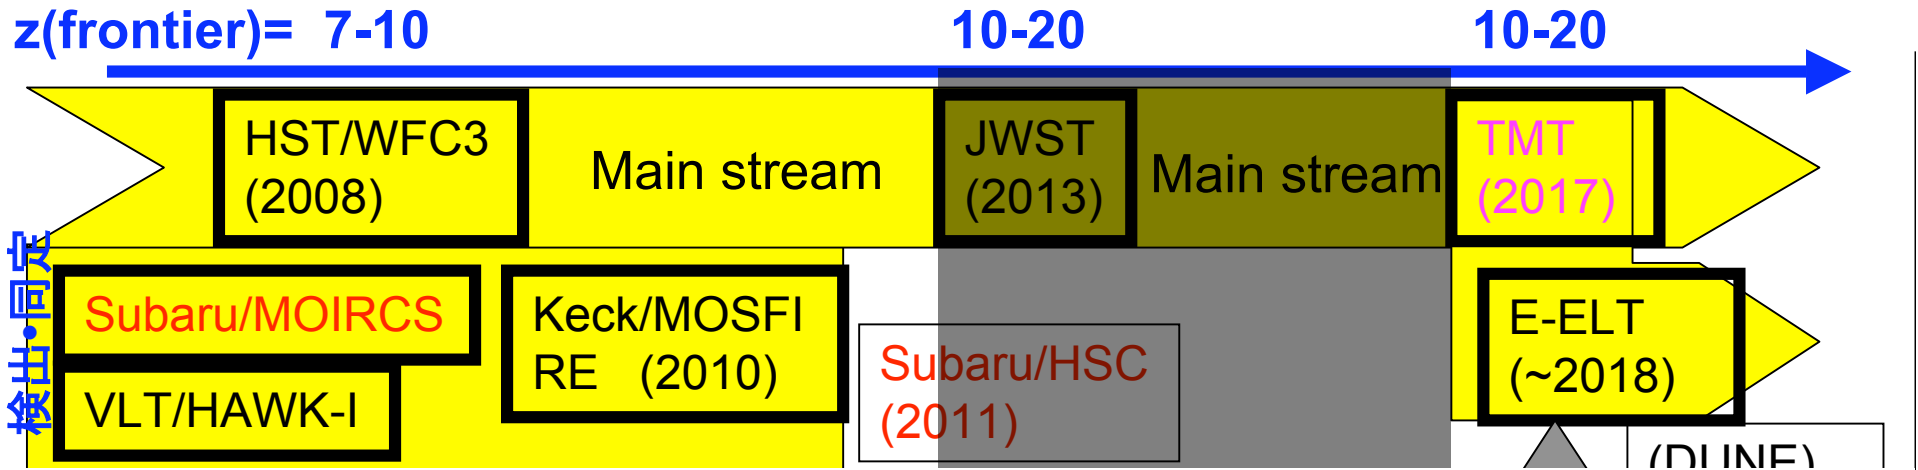 z(frontier)= 7-10 10-20 10-20
HST/WFC3
(2008)
Main stream
JWST
(2013)
Main stream
TMT
(2017)
検出・同定
Subaru/MOIRCS
VLT/HAWK-I
Keck/MOSFI
RE (2010)
Subaru/HSC
(2011)
E-ELT
(~2018)
(DUNE)